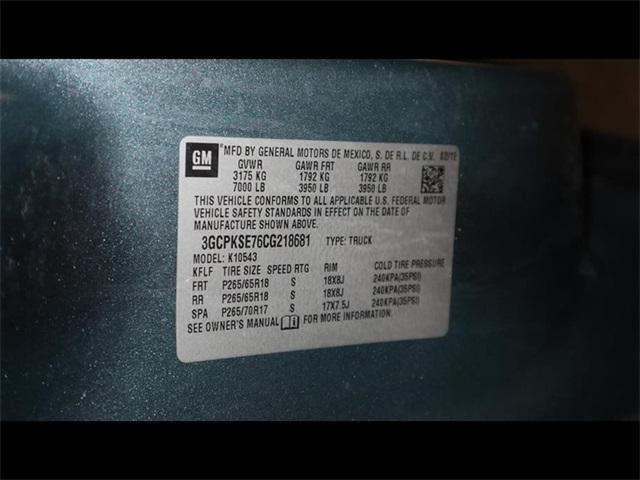 GM *MFD BY GENERAL MOTORS DE MEXICO, S. DE R.L. DE C.V. 03/12
GVWR GAWR FRT GAWR RR
3175 KG 1792 KG 1792 KG
7000 LB 3950 LB 3950 LB
THIS VEHICLE CONFORMS TO ALL APPLICABLE U.S. FEDERAL MOTOR
VEHICLE SAFETY STANDARDS IN EFFECT ON THE DATE OF
MANUFACTURE SHOWN ABOVE.
3GCPKSE76CG218681 TYPE: TRUCK
MODEL: K10543
KFLF TIRE SIZE SPEED RTG RIM COLD TIRE PRESSURE
FRT P265/65R18 S 18X8J 240KPA(35PSI)
RR P265/65R18 S 18X8J 240KPA(35PSI)
SPA P265/70R17 S 17X7.5J 240KPA(35PSI)
SEE OWNER'S MANUAL FOR MORE INFORMATION.